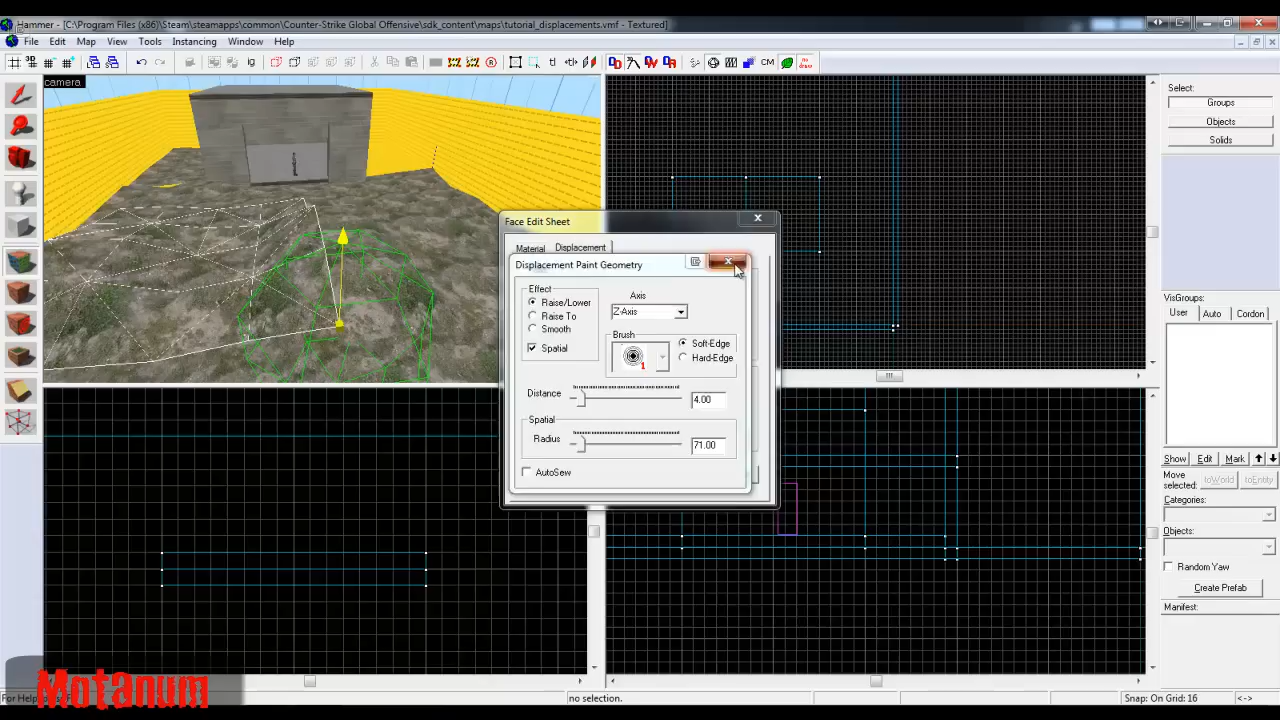 Hammer - [C:\Program Files (x86)\Steam\steamapps\common\Counter-Strike Global Offensive\sdk_content\maps\tutorial_displacements.vmf - Textured]
File Edit Map View Tools Instancing Window Help
CM
camera
Select:
Groups
Objects
Solids
Face Edit Sheet
Material Displacement
Displacement Paint Geometry
Effect
Raise/Lower
Raise To
Smooth
Spatial
Axis
Z-Axis
Brush
1
Soft-Edge
Hard-Edge
Distance
4.00
Spatial
Radius
71.00
AutoSew
VisGroups:
User Auto Cordon
Show Edit Mark
Move selected:
toWorld toEntity
Categories:
Objects:
Random Yaw
Create Prefab
Manifest:
Motanum
For Help
no selection.
Snap: On Grid: 16
<->